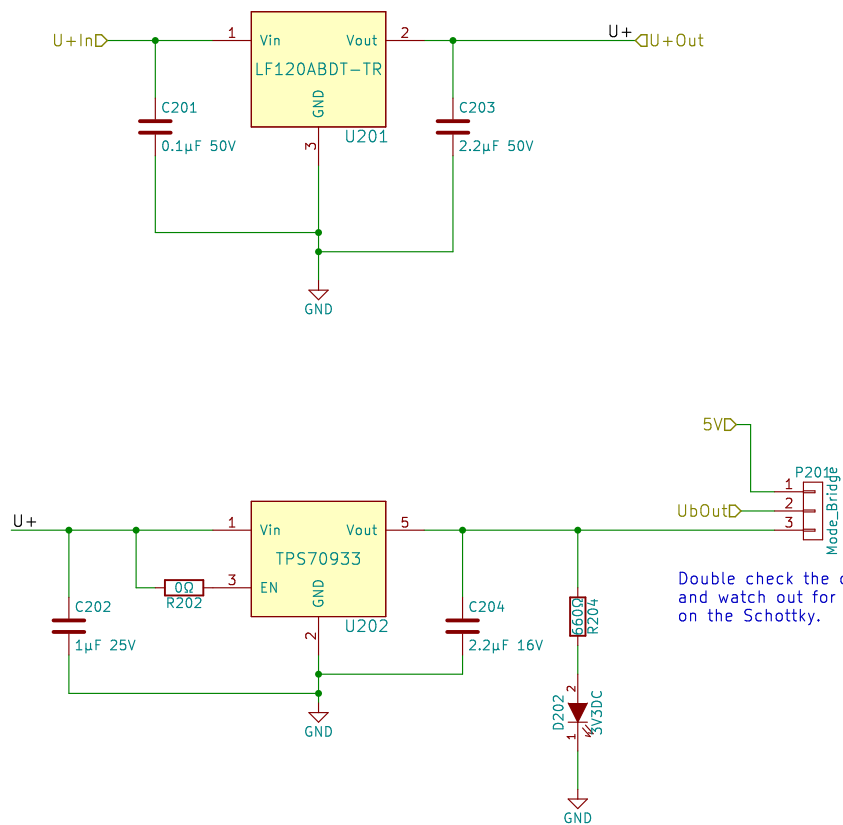 U+In
1
Vin
Vout
2
U+
U+Out
LF120ABDT-TR
GND
U201
3
C201
0.1µF 50V
C203
2.2µF 50V
GND
5V
P201
1
UbOut
2
3
Mode_Bridge
U+
1
Vin
Vout
5
TPS70933
0Ω
R202
3
EN
GND
U202
2
C202
1µF 25V
C204
2.2µF 16V
660Ω
R204
Double check the
and watch out for
on the Schottky.
2
D202
3V3DC
1
GND
GND